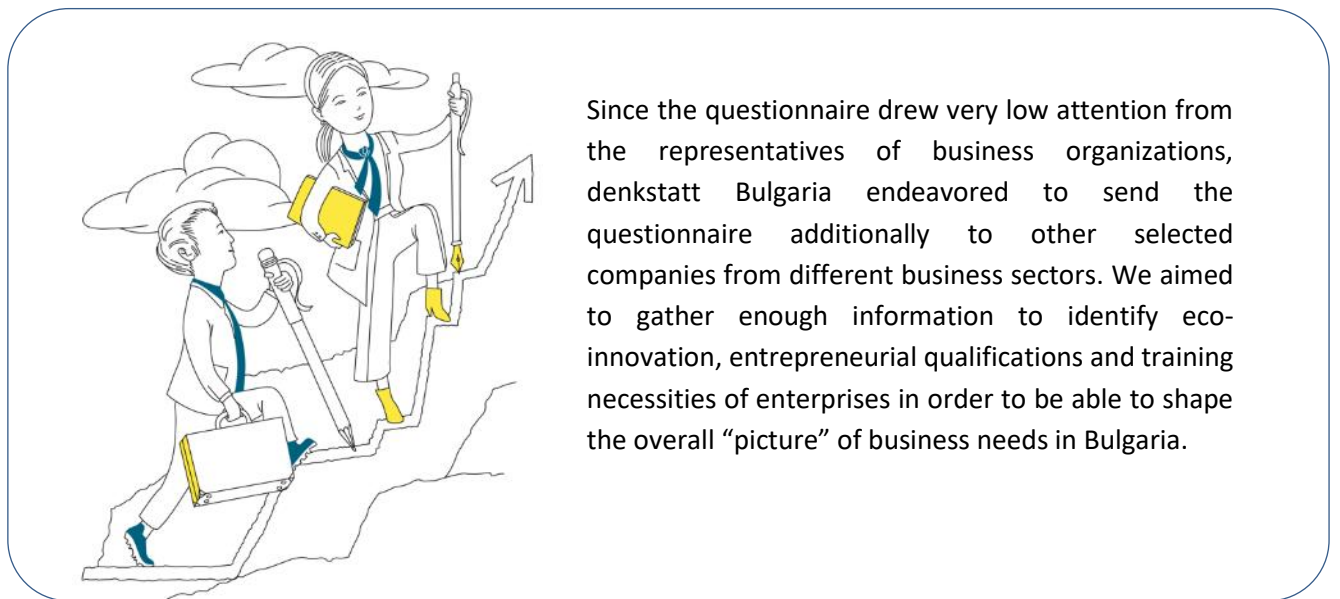 Since the questionnaire drew very low attention from
the representatives of business organizations,
denkstatt Bulgaria endeavored to send the
questionnaire additionally to other selected
companies from different business sectors. We aimed
to gather enough information to identify eco-
innovation, entrepreneurial qualifications and training
necessities of enterprises in order to be able to shape
the overall “picture” of business needs in Bulgaria.